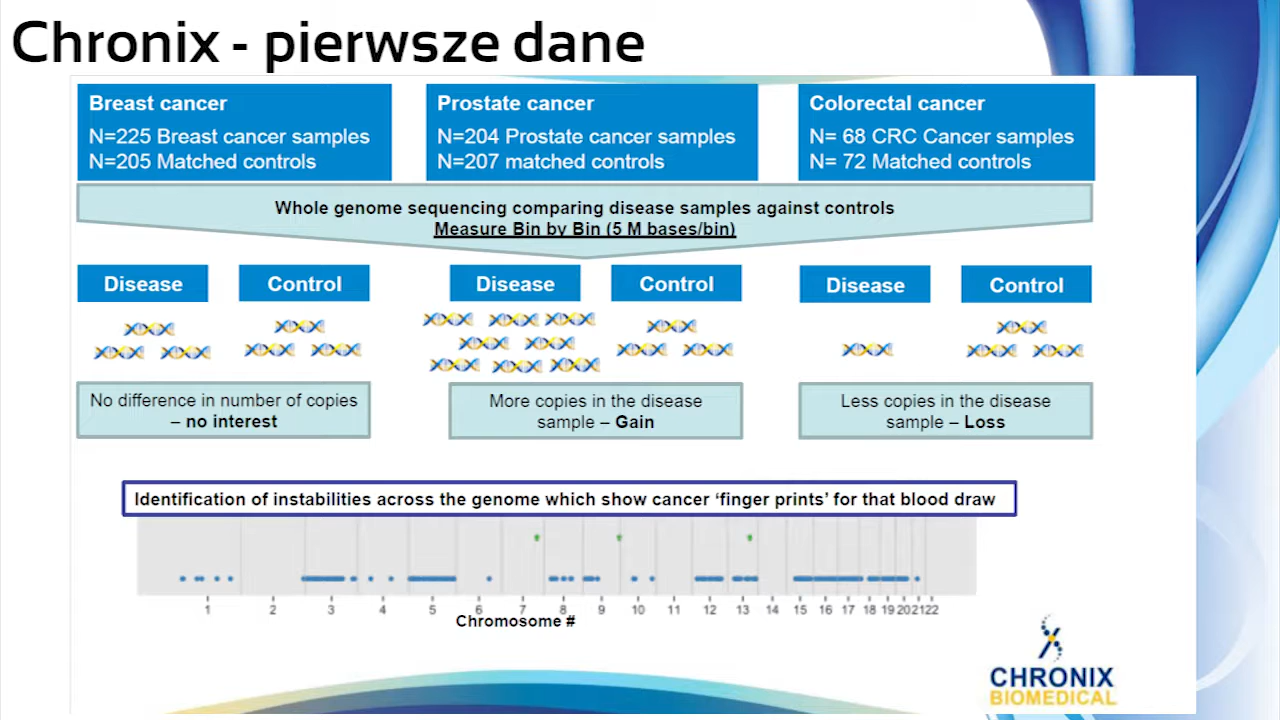 Chronix - pierwsze dane
Breast cancer
N=225 Breast cancer samples
N=205 Matched controls
Prostate cancer
N=204 Prostate cancer samples
N=207 matched controls
Colorectal cancer
N= 68 CRC Cancer samples
N= 72 Matched controls
Whole genome sequencing comparing disease samples against controls
Measure Bin by Bin (5 M bases/bin)
Disease
Control
Disease
Control
Disease
Control
No difference in number of copies
– no interest
More copies in the disease
sample – Gain
Less copies in the disease
sample – Loss
Identification of instabilities across the genome which show cancer ‘finger prints’ for that blood draw
1 2 3 4 5 6 7 8 9 10 11 12 13 14 15 16 17 18 19 20 21 22
Chromosome #
CHRONIX
BIOMEDICAL